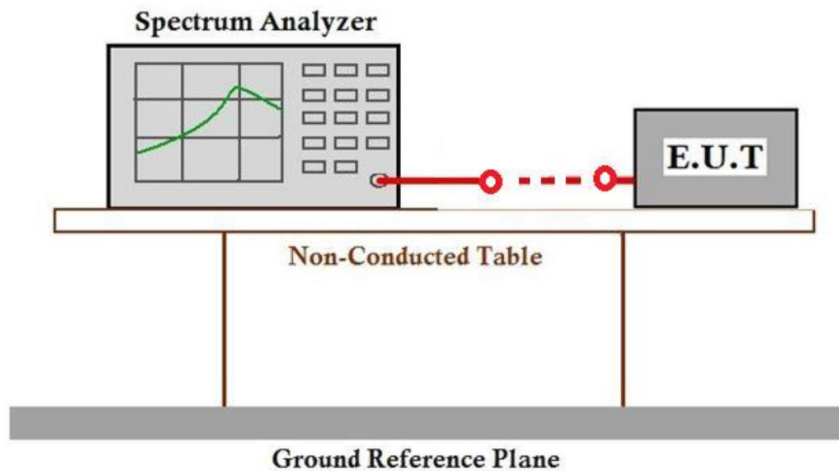 Spectrum Analyzer
E.U.T
Non-Conducted Table
Ground Reference Plane